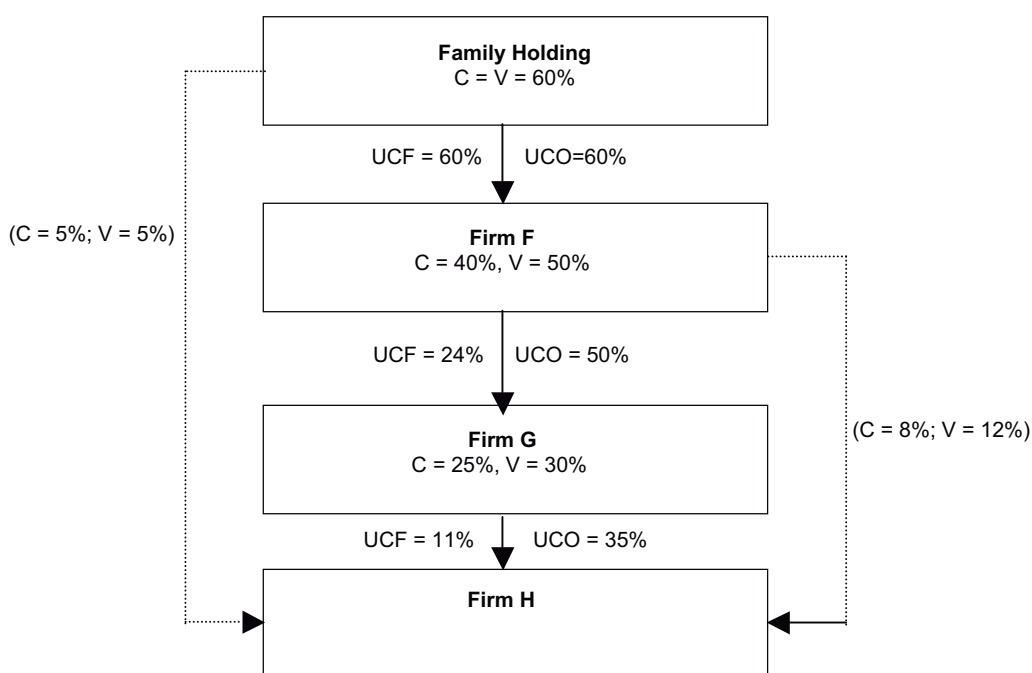 Family Holding
C = V = 60%
UCF = 60% UCO=60%
(C = 5%; V = 5%)
Firm F
C = 40%, V = 50%
UCF = 24% UCO = 50%
Firm G
C = 25%, V = 30%
(C = 8%; V = 12%)
UCF = 11% UCO = 35%
Firm H